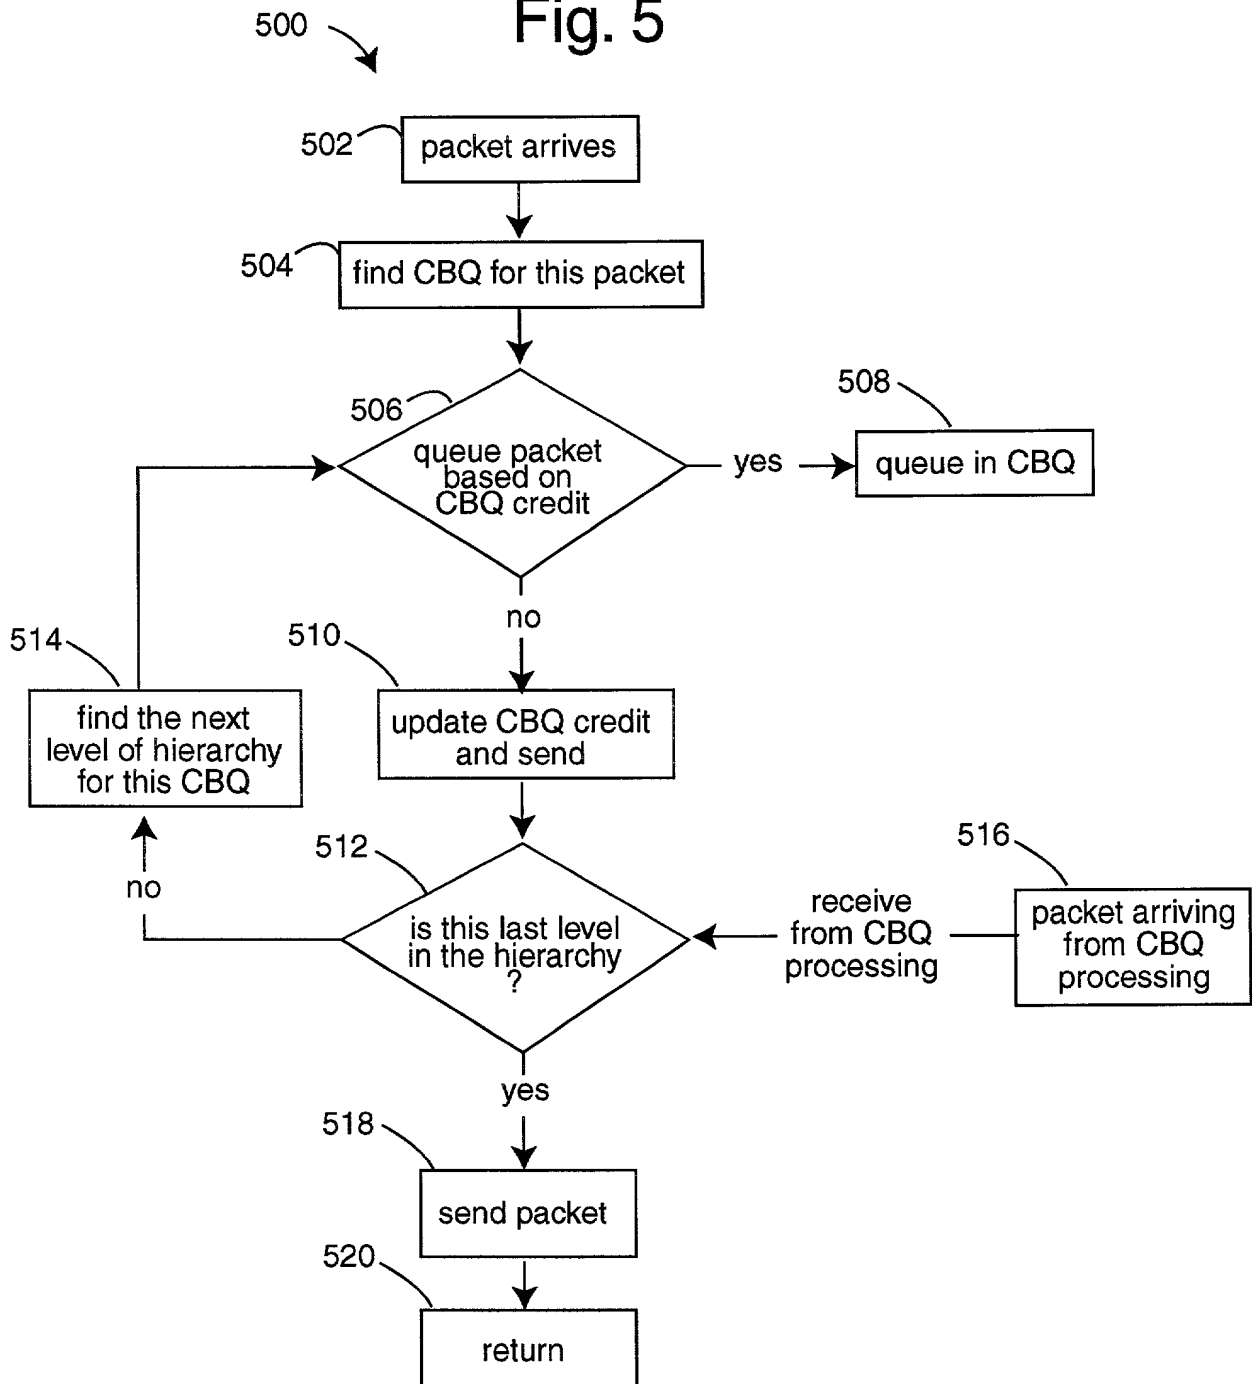 Fig. 5
500
502
packet arrives
504
find CBQ for this packet
506
queue packet
based on
CBQ credit
yes
508
queue in CBQ
no
514
find the next
level of hierarchy
for this CBQ
510
update CBQ credit
and send
512
is this last level
in the hierarchy
?
no
receive
from CBQ
processing
516
packet arriving
from CBQ
processing
yes
518
send packet
520
return